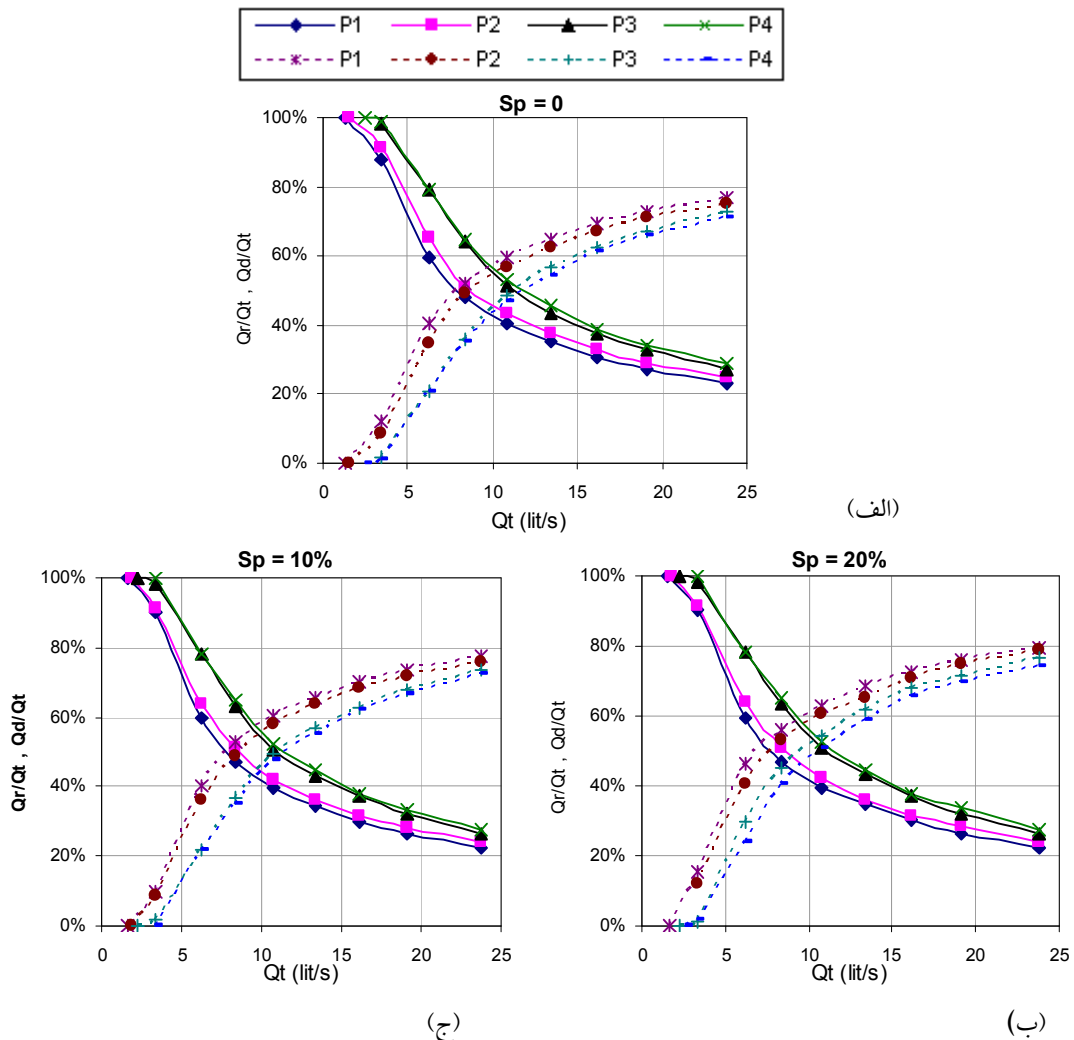 P1 P2 P3 P4
P1 P2 P3 P4
Sp = 0
100%
80%
60%
40%
20%
0%
Qr/Qt , Qd/Qt
0 5 10 15 20 25
Qt (lit/s)
(الف)
Sp = 10%
100%
80%
60%
40%
20%
0%
Qr/Qt , Qd/Qt
0 5 10 15 20 25
Qt (lit/s)
(ج)
Sp = 20%
100%
80%
60%
40%
20%
0%
Qr/Qt , Qd/Qt
0 5 10 15 20 25
Qt (lit/s)
(ب)